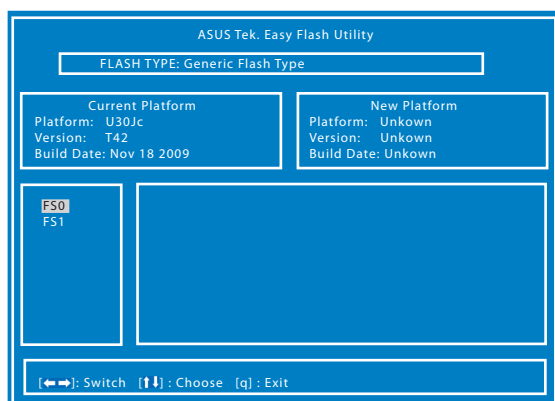 ASUS Tek. Easy Flash Utility
FLASH TYPE: Generic Flash Type
Current Platform
Platform: U30Jc
Version: T42
Build Date: Nov 18 2009
New Platform
Platform: Unkown
Version: Unkown
Build Date: Unkown
FS0
FS1
[←→]: Switch [↑↓] : Choose [q] : Exit